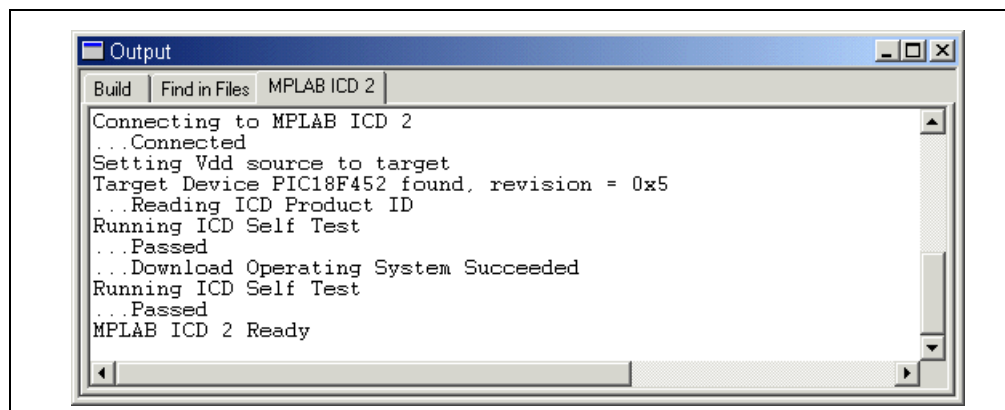 Output
Build Find in Files MPLAB ICD 2
Connecting to MPLAB ICD 2
...Connected
Setting Vdd source to target
Target Device PIC18F452 found, revision = 0x5
...Reading ICD Product ID
Running ICD Self Test
...Passed
...Download Operating System Succeeded
Running ICD Self Test
...Passed
MPLAB ICD 2 Ready